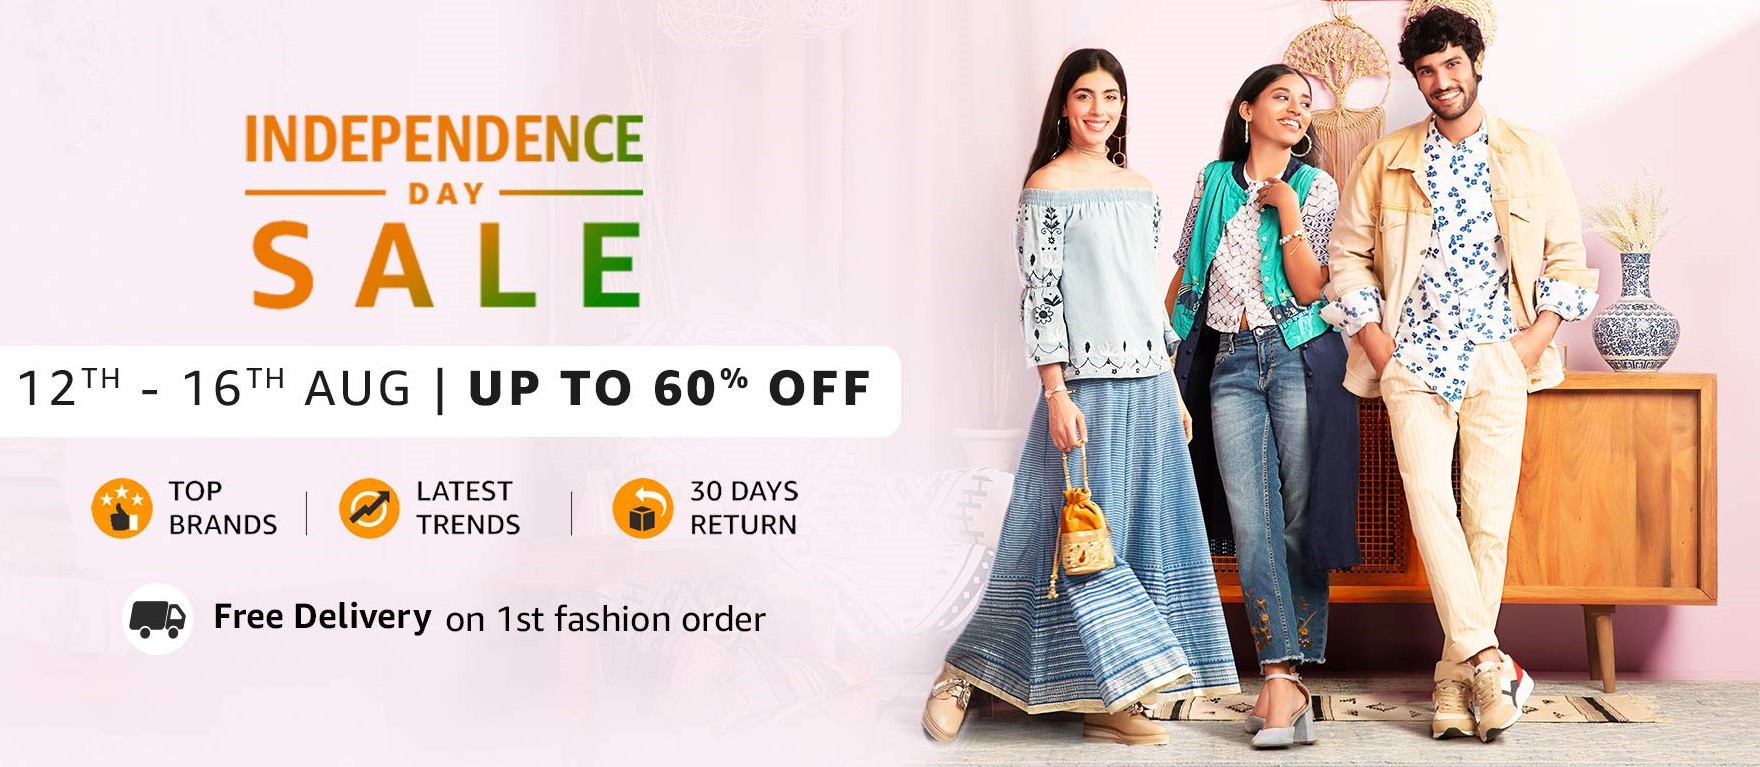 INDEPENDENCE
DAY
SALE
12TH - 16TH AUG | UP TO 60% OFF
TOP BRANDS
LATEST TRENDS
30 DAYS RETURN
Free Delivery on 1st fashion order